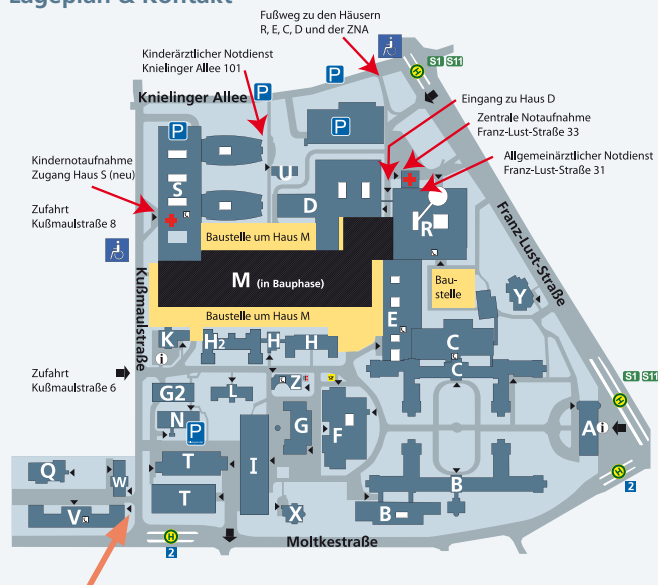 Lageplan & Kontakt
Fußweg zu den Häusern
R, E, C, D und der ZNA
S1 S11
H
Kinderärztlicher Notdienst
Knielinger Allee 101
P
P
Knielinger Allee
Eingang zu Haus D
Zentrale Notaufnahme
Franz-Lust-Straße 33
P
P
Allgemeinärztlicher Notdienst
Franz-Lust-Straße 31
Kindernotaufnahme
Zugang Haus S (neu)
U
S
D
R
Zufahrt
Kußmaulstraße 8
Baustelle um Haus M
Franz-Lust-Straße
Kußmaulstraße
M (in Bauphase)
Bau-
stelle
Y
Baustelle um Haus M
E
K
i
H2
H
H
C
C
Zufahrt
Kußmaulstraße 6
S1 S11
H
G2
L
Z
N
P
G
F
A i
Q
W
T
I
B
H
2
T
V
X
B
H
2
Moltkestraße